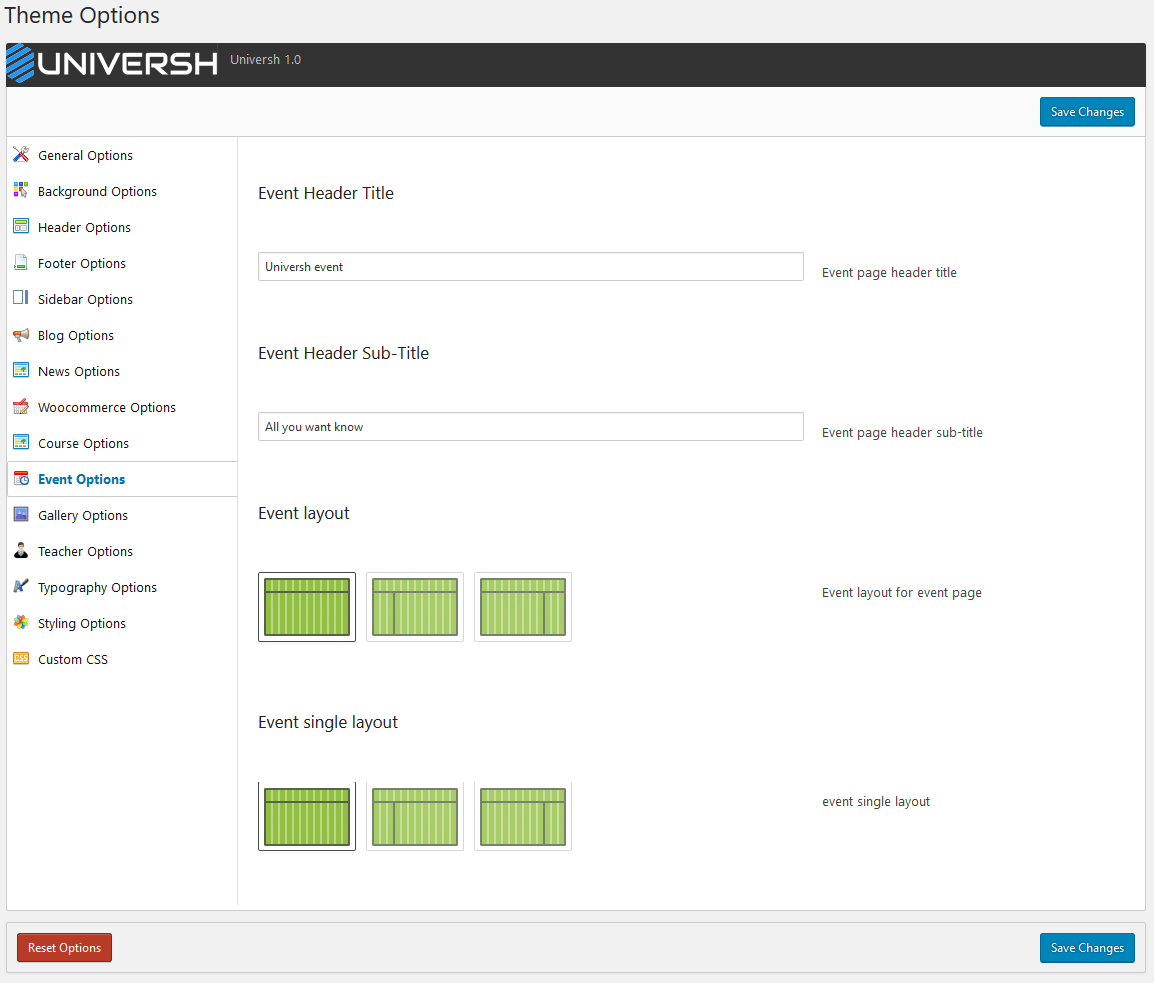 Theme Options
UNIVERSH
Universh 1.0
Save Changes
General Options
Background Options
Header Options
Footer Options
Sidebar Options
Blog Options
News Options
Woocommerce Options
Course Options
Event Options
Gallery Options
Teacher Options
Typography Options
Styling Options
CSS
Custom CSS
Event Header Title
Universh event
Event page header title
Event Header Sub-Title
All you want know
Event page header sub-title
Event layout
Event layout for event page
Event single layout
event single layout
Reset Options
Save Changes